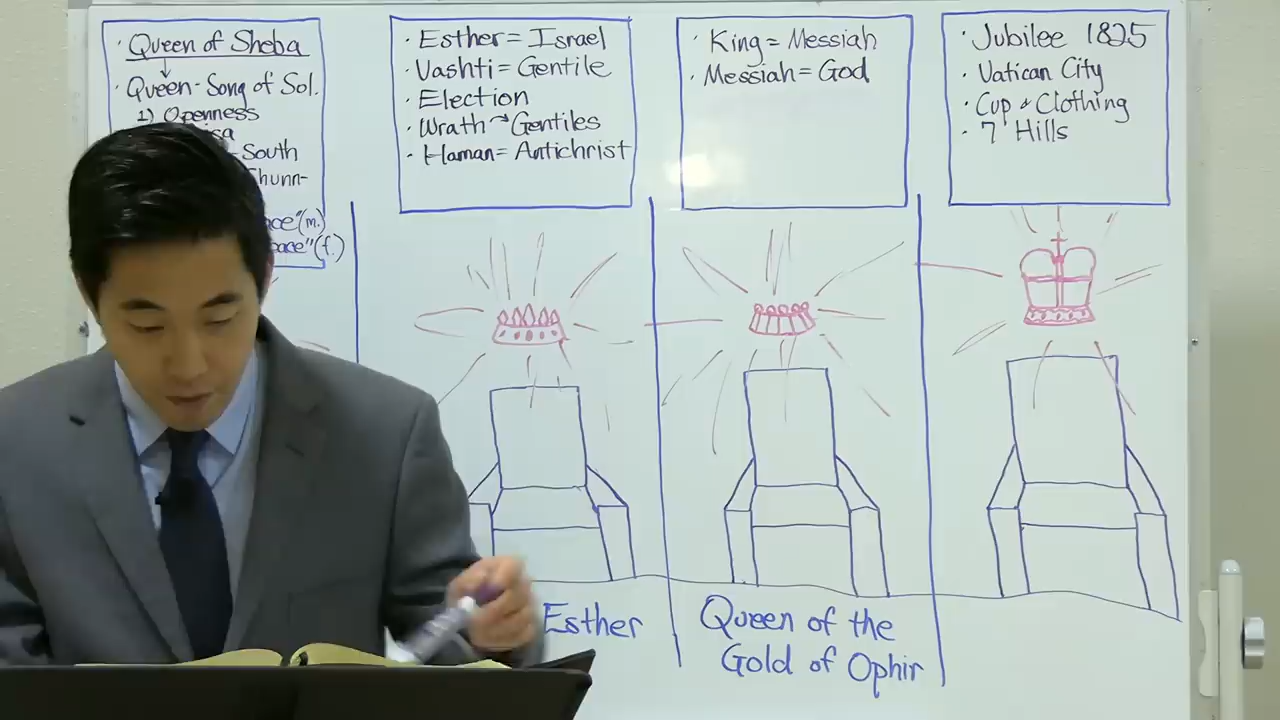 · Queen of Sheba
· Queen - Song of Sol.
1) Openness
-South
· Esther = Israel
· Vashti = Gentile
· Election
· Wrath → Gentiles
· Haman = Antichrist
· King = Messiah
· Messiah = God
· Jubilee 1825
· Vatican City
· Cup & Clothing
· 7 Hills
Esther
Queen of the
Gold of Ophir